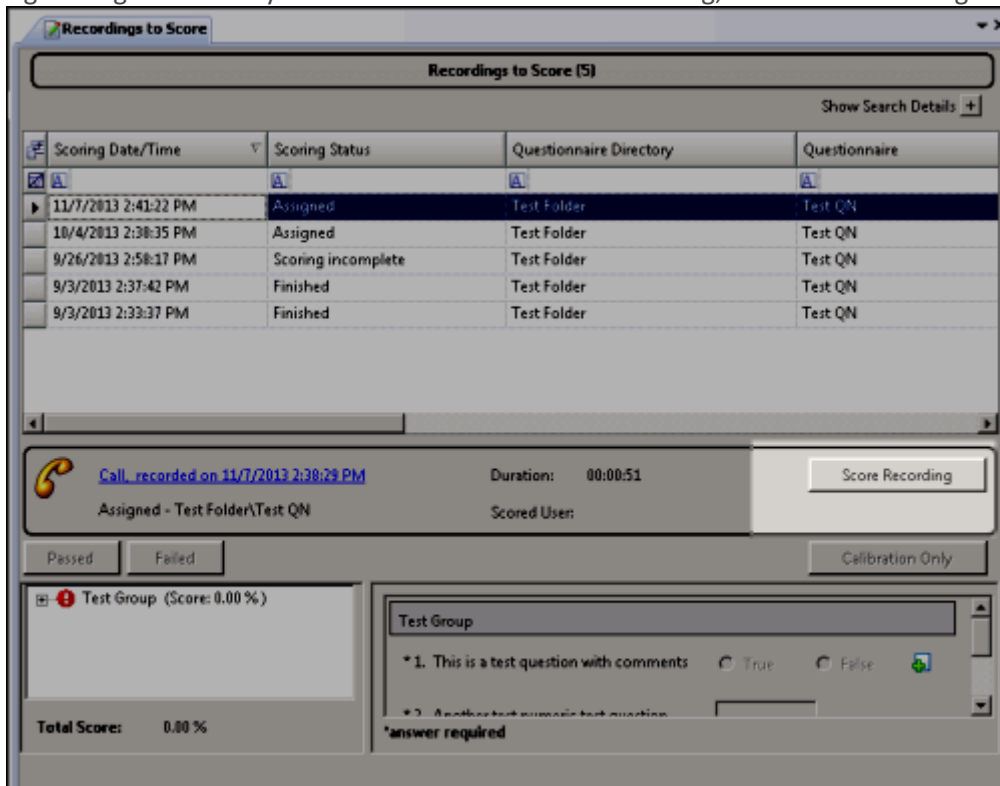 Recordings to Score
Recordings to Score (5)
Show Search Details +
Scoring Date/Time Scoring Status Questionnaire Directory Questionnaire
A A A A
11/7/2013 2:41:22 PM Assigned Test Folder Test QN
10/4/2013 2:38:35 PM Assigned Test Folder Test QN
9/26/2013 2:58:17 PM Scoring incomplete Test Folder Test QN
9/3/2013 2:37:42 PM Finished Test Folder Test QN
9/3/2013 2:33:37 PM Finished Test Folder Test QN
Call, recorded on 11/7/2013 2:38:29 PM Duration: 00:00:51 Score Recording
Assigned - Test Folder\Test QN Scored User:
Passed Failed Calibration Only
Test Group (Score: 0.00 %)
Total Score: 0.00 %
Test Group
*1. This is a test question with comments True False
*2. Another test numeric test question
*answer required